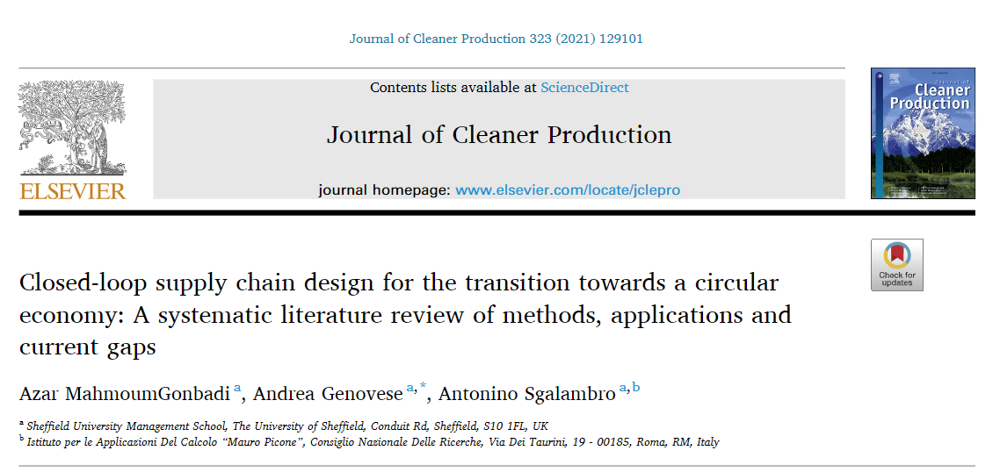 Journal of Cleaner Production 323 (2021) 129101
Contents lists available at ScienceDirect
Journal of Cleaner Production
journal homepage: www.elsevier.com/locate/jclepro
ELSEVIER
Journal of
Cleaner
Production
Check for
updates
Closed-loop supply chain design for the transition towards a circular
economy: A systematic literature review of methods, applications and
current gaps
Azar MahmoumGonbadi a, Andrea Genovese a,*, Antonino Sgalambro a,b
a Sheffield University Management School, The University of Sheffield, Conduit Rd, Sheffield, S10 1FL, UK
b Istituto per le Applicazioni Del Calcolo “Mauro Picone”, Consiglio Nazionale Delle Ricerche, Via Dei Taurini, 19 - 00185, Roma, RM, Italy